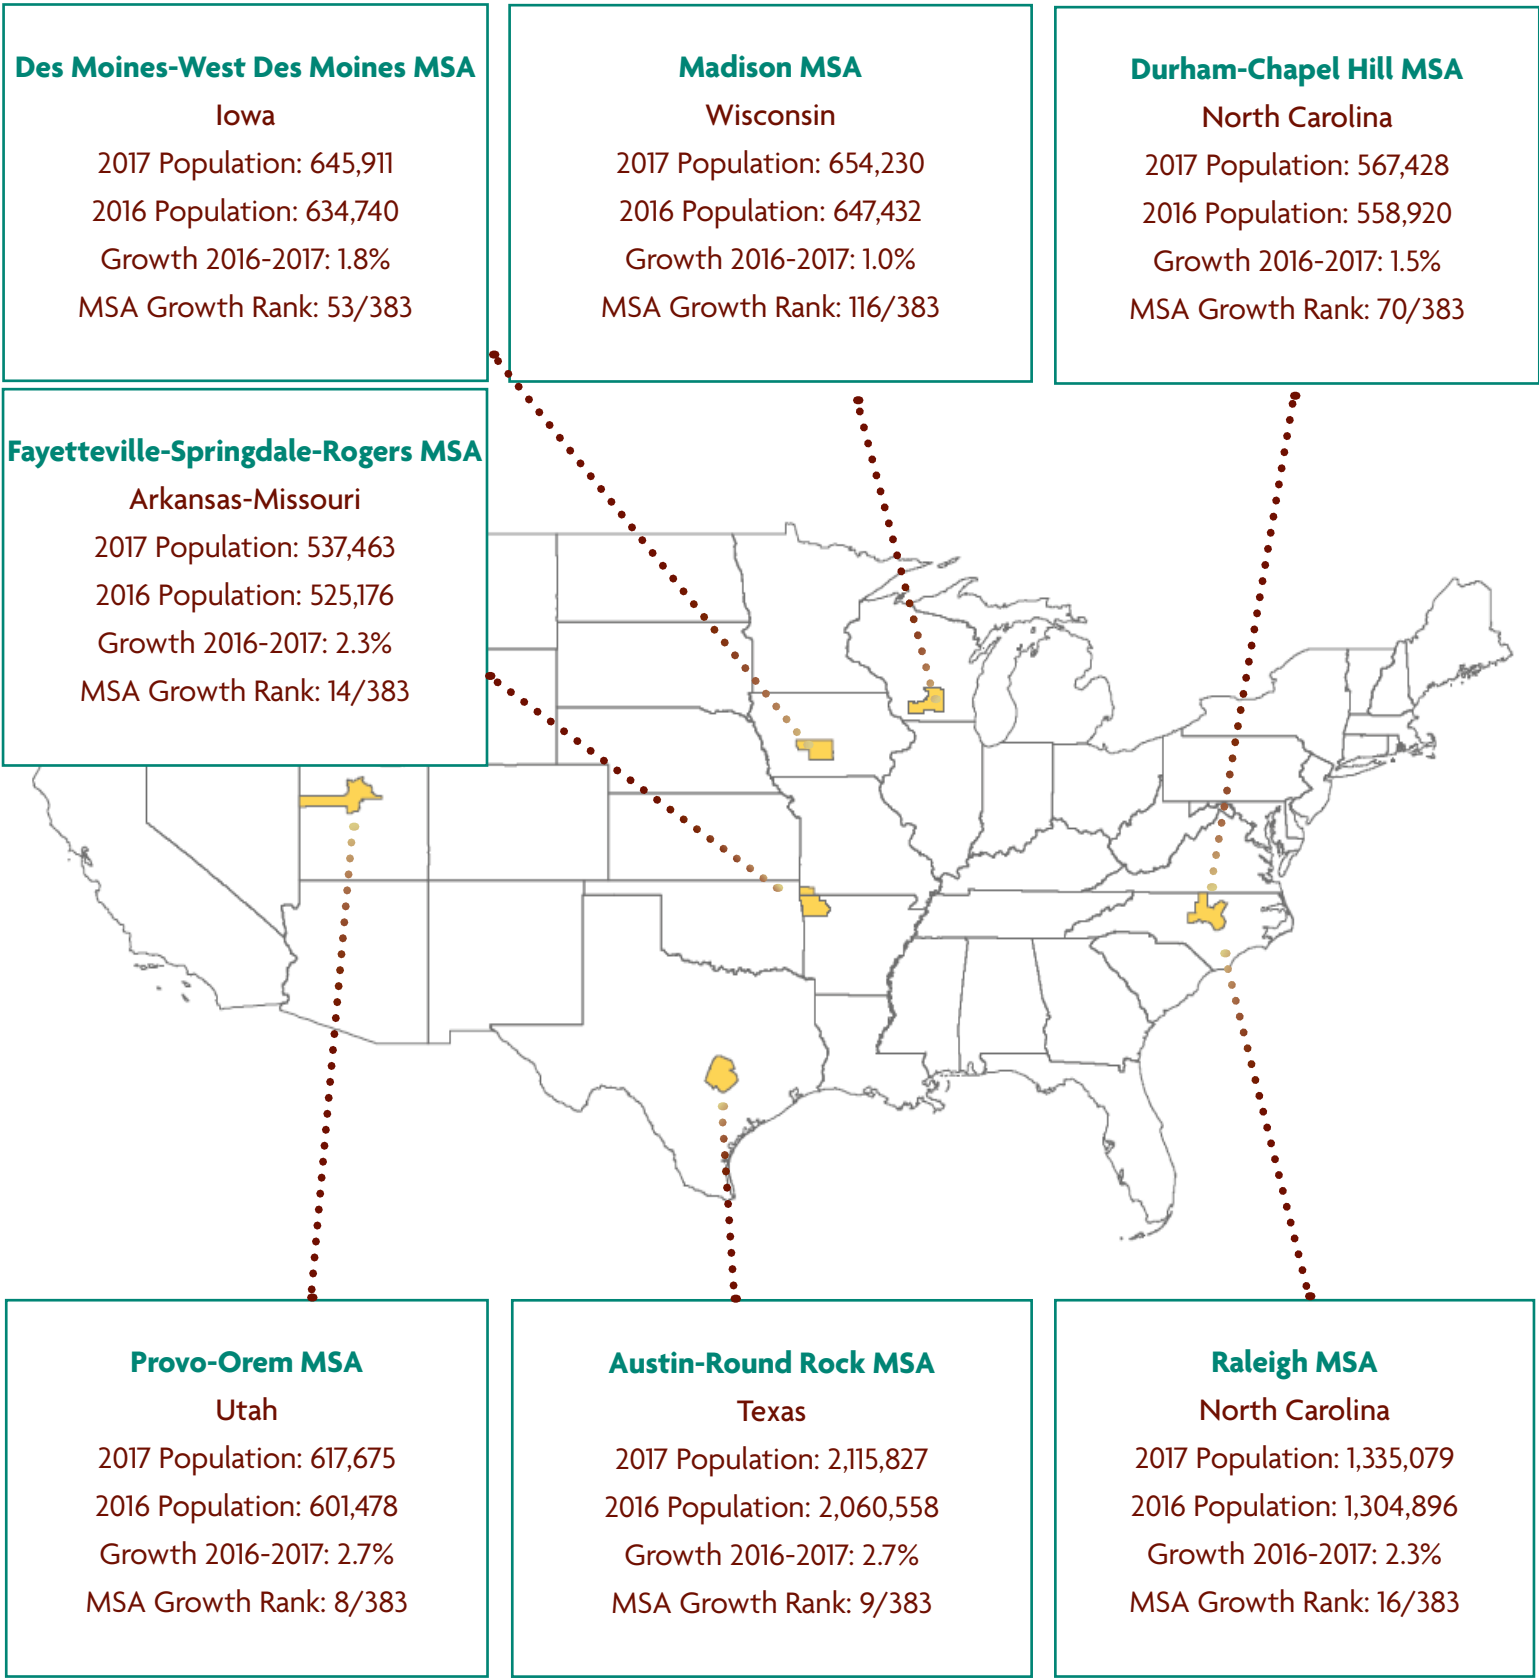 Des Moines-West Des Moines MSA
Iowa
2017 Population: 645,911
2016 Population: 634,740
Growth 2016-2017: 1.8%
MSA Growth Rank: 53/383
Madison MSA
Wisconsin
2017 Population: 654,230
2016 Population: 647,432
Growth 2016-2017: 1.0%
MSA Growth Rank: 116/383
Durham-Chapel Hill MSA
North Carolina
2017 Population: 567,428
2016 Population: 558,920
Growth 2016-2017: 1.5%
MSA Growth Rank: 70/383
Fayetteville-Springdale-Rogers MSA
Arkansas-Missouri
2017 Population: 537,463
2016 Population: 525,176
Growth 2016-2017: 2.3%
MSA Growth Rank: 14/383
Provo-Orem MSA
Utah
2017 Population: 617,675
2016 Population: 601,478
Growth 2016-2017: 2.7%
MSA Growth Rank: 8/383
Austin-Round Rock MSA
Texas
2017 Population: 2,115,827
2016 Population: 2,060,558
Growth 2016-2017: 2.7%
MSA Growth Rank: 9/383
Raleigh MSA
North Carolina
2017 Population: 1,335,079
2016 Population: 1,304,896
Growth 2016-2017: 2.3%
MSA Growth Rank: 16/383